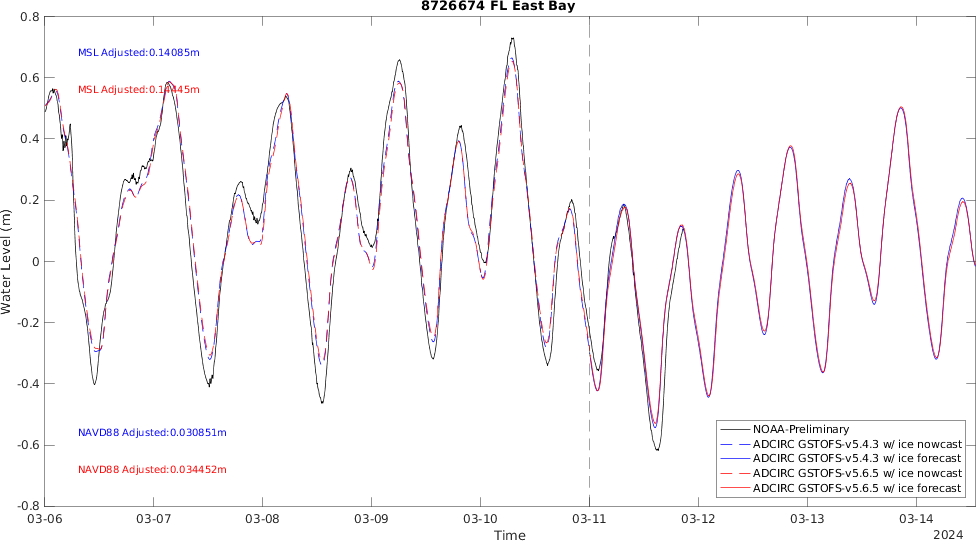 8726674 FL East Bay
0.8
0.6
0.4
0.2
0
-0.2
-0.4
-0.6
-0.8
Water Level (m)
MSL Adjusted:0.14085m
MSL Adjusted:0.14445m
NAVD88 Adjusted:0.030851m
NAVD88 Adjusted:0.034452m
NOAA-Preliminary
ADCIRC GSTOFS-v5.4.3 w/ ice nowcast
ADCIRC GSTOFS-v5.4.3 w/ ice forecast
ADCIRC GSTOFS-v5.6.5 w/ ice nowcast
ADCIRC GSTOFS-v5.6.5 w/ ice forecast
03-06 03-07 03-08 03-09 03-10 03-11 03-12 03-13 03-14
Time
2024